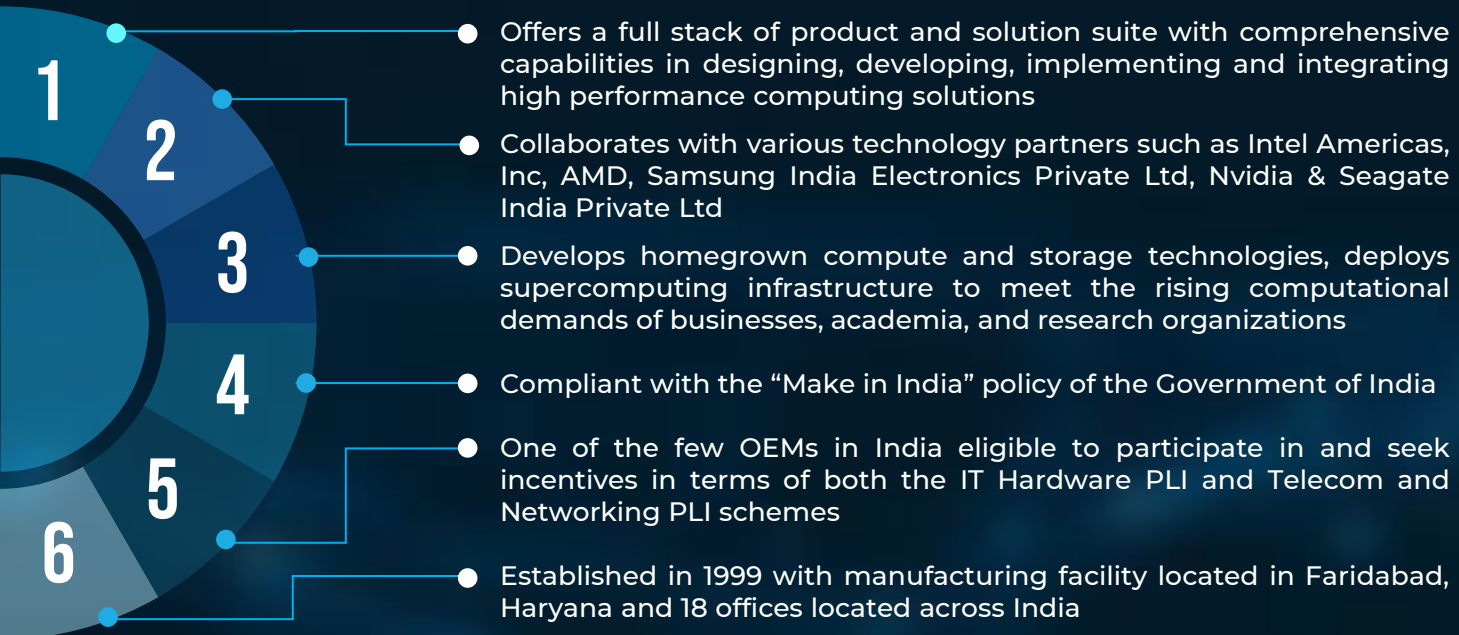 1
Offers a full stack of product and solution suite with comprehensive
capabilities in designing, developing, implementing and integrating
high performance computing solutions
2
Collaborates with various technology partners such as Intel Americas,
Inc, AMD, Samsung India Electronics Private Ltd, Nvidia & Seagate
India Private Ltd
3
Develops homegrown compute and storage technologies, deploys
supercomputing infrastructure to meet the rising computational
demands of businesses, academia, and research organizations
4
Compliant with the “Make in India” policy of the Government of India
5
One of the few OEMs in India eligible to participate in and seek
incentives in terms of both the IT Hardware PLI and Telecom and
Networking PLI schemes
6
Established in 1999 with manufacturing facility located in Faridabad,
Haryana and 18 offices located across India